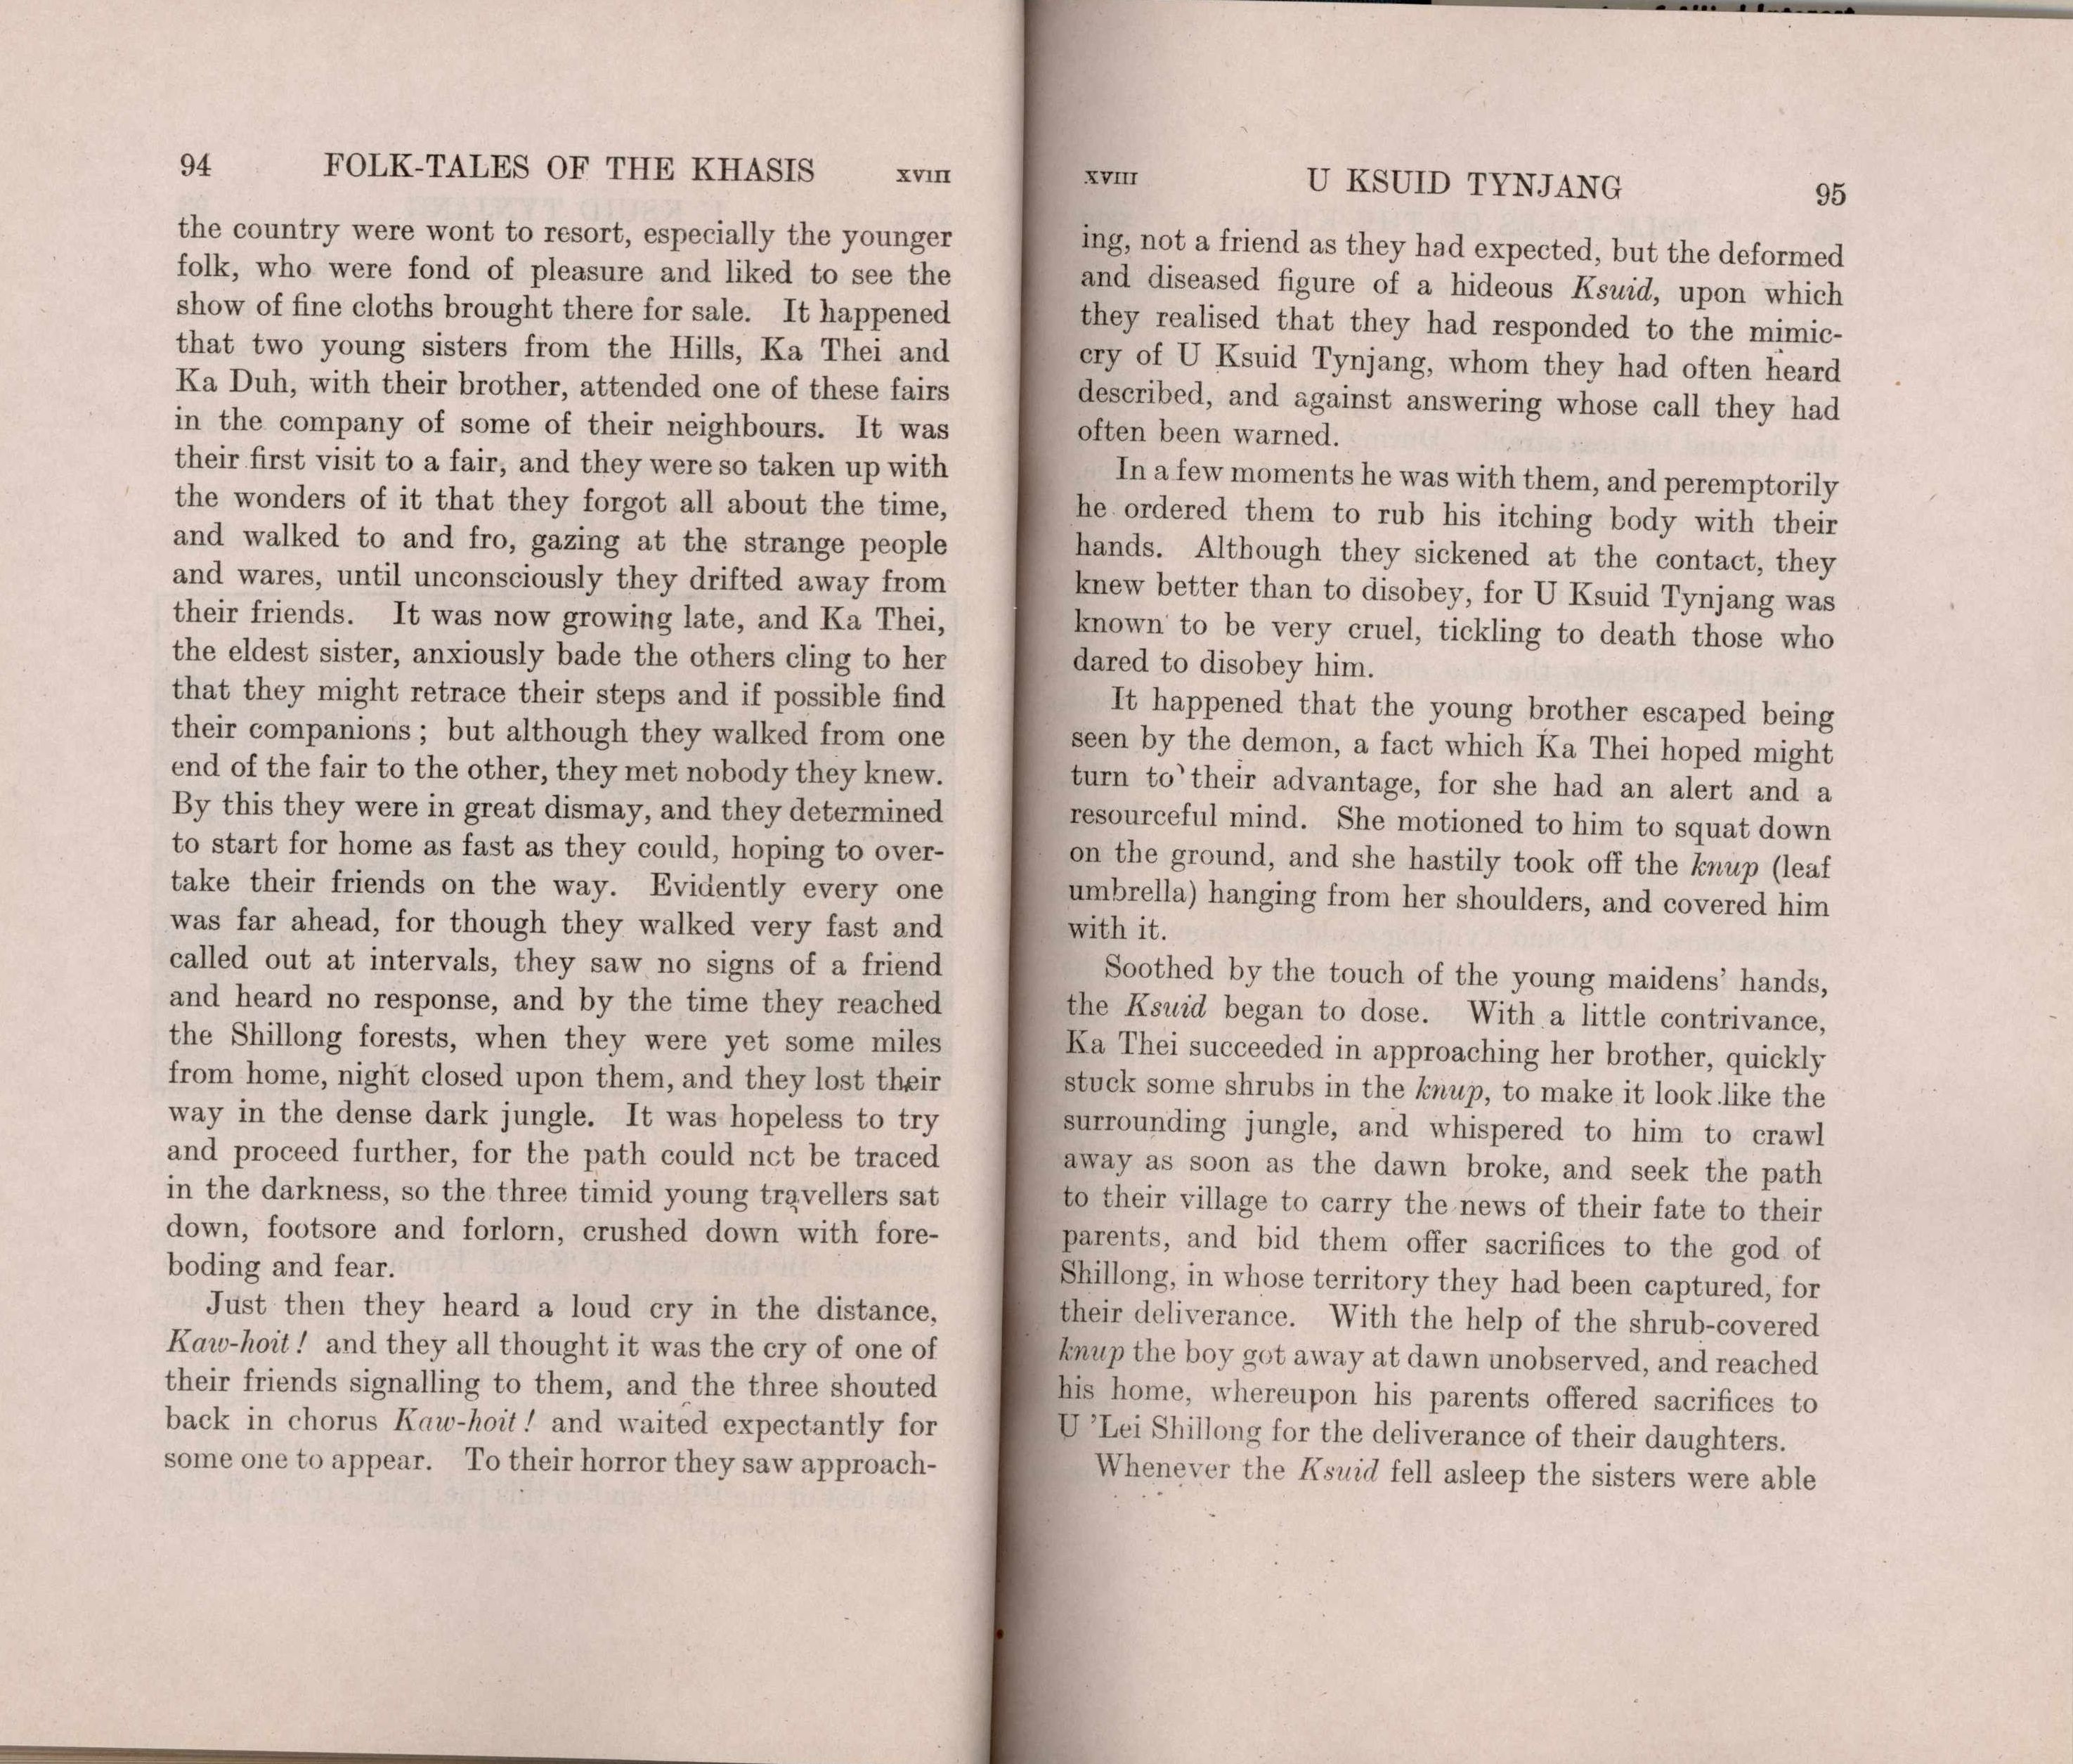 94 FOLK-TALES OF THE KHASIS XVIII
the country were wont to resort, especially the younger
folk, who were fond of pleasure and liked to see the
show of fine cloths brought there for sale. It happened
that two young sisters from the Hills, Ka Thei and
Ka Duh, with their brother, attended one of these fairs
in the company of some of their neighbours. It was
their first visit to a fair, and they were so taken up with
the wonders of it that they forgot all about the time,
and walked to and fro, gazing at the strange people
and wares, until unconsciously they drifted away from
their friends. It was now growing late, and Ka Thei,
the eldest sister, anxiously bade the others cling to her
that they might retrace their steps and if possible find
their companions ; but although they walked from one
end of the fair to the other, they met nobody they knew.
By this they were in great dismay, and they determined
to start for home as fast as they could, hoping to over-
take their friends on the way. Evidently every one
was far ahead, for though they walked very fast and
called out at intervals, they saw no signs of a friend
and heard no response, and by the time they reached
the Shillong forests, when they were yet some miles
from home, night closed upon them, and they lost their
way in the dense dark jungle. It was hopeless to try
and proceed further, for the path could not be traced
in the darkness, so the three timid young travellers sat
down, footsore and forlorn, crushed down with fore-
boding and fear.
Just then they heard a loud cry in the distance,
Kaw-hoit ! and they all thought it was the cry of one of
their friends signalling to them, and the three shouted
back in chorus Kaw-hoit ! and waited expectantly for
some one to appear. To their horror they saw approach-
XVIII U KSUID TYNJANG 95
ing, not a friend as they had expected, but the deformed
and diseased figure of a hideous Ksuid, upon which
they realised that they had responded to the mimic-
cry of U Ksuid Tynjang, whom they had often heard
described, and against answering whose call they had
often been warned.
In a few moments he was with them, and peremptorily
he ordered them to rub his itching body with their
hands. Although they sickened at the contact, they
knew better than to disobey, for U Ksuid Tynjang was
known to be very cruel, tickling to death those who
dared to disobey him.
It happened that the young brother escaped being
seen by the demon, a fact which Ka Thei hoped might
turn to their advantage, for she had an alert and a
resourceful mind. She motioned to him to squat down
on the ground, and she hastily took off the knup (leaf
umbrella) hanging from her shoulders, and covered him
with it.
Soothed by the touch of the young maidens' hands,
the Ksuid began to dose. With a little contrivance,
Ka Thei succeeded in approaching her brother, quickly
stuck some shrubs in the knup, to make it look like the
surrounding jungle, and whispered to him to crawl
away as soon as the dawn broke, and seek the path
to their village to carry the news of their fate to their
parents, and bid them offer sacrifices to the god of
Shillong, in whose territory they had been captured, for
their deliverance. With the help of the shrub-covered
knup the boy got away at dawn unobserved, and reached
his home, whereupon his parents offered sacrifices to
U 'Lei Shillong for the deliverance of their daughters.
Whenever the Ksuid fell asleep the sisters were able